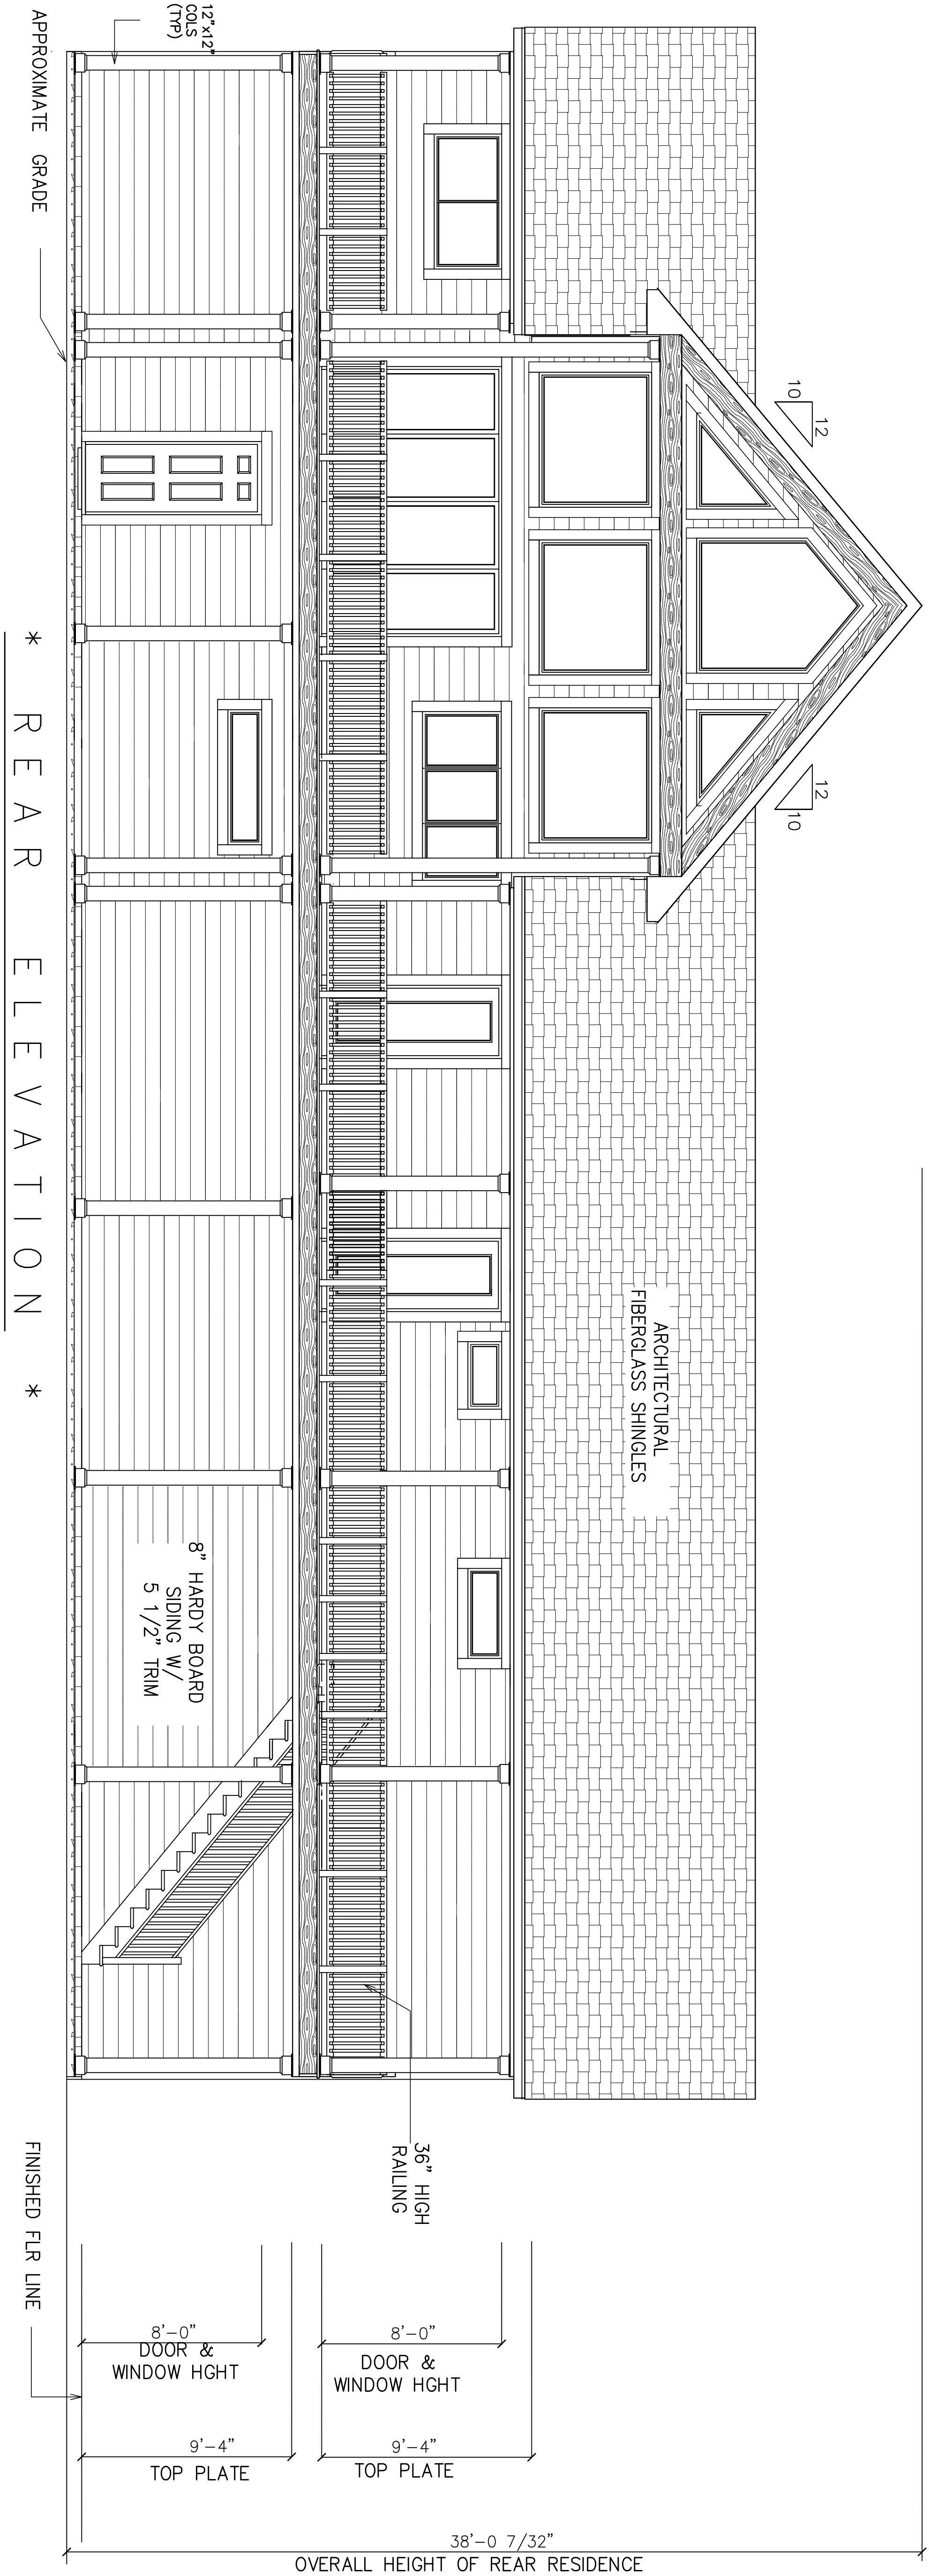 12"x12"
COLS
(TYP)
APPROXIMATE GRADE
10
12
12
10
ARCHITECTURAL
FIBERGLASS SHINGLES
8" HARDY BOARD
SIDING W/
5 1/2" TRIM
36" HIGH
RAILING
FINISHED FLR LINE
8'-0"
DOOR &
WINDOW HGHT
8'-0"
DOOR &
WINDOW HGHT
9'-4"
TOP PLATE
9'-4"
TOP PLATE
38'-0 7/32"
OVERALL HEIGHT OF REAR RESIDENCE
* REAR ELEVATION *